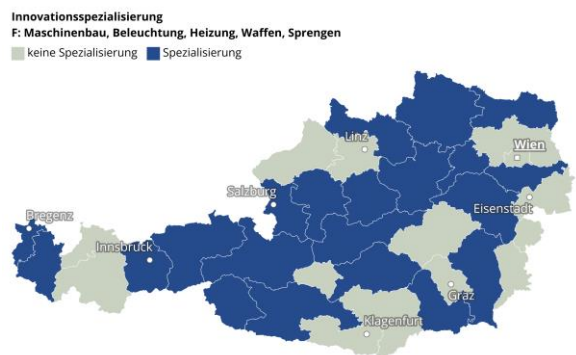 Innovationsspezialisierung
F: Maschinenbau, Beleuchtung, Heizung, Waffen, Sprengen
keine Spezialisierung Spezialisierung
Linz
Wien
Salzburg
Eisenstadt
Bregenz
Innsbruck
Graz
Klagenfurt